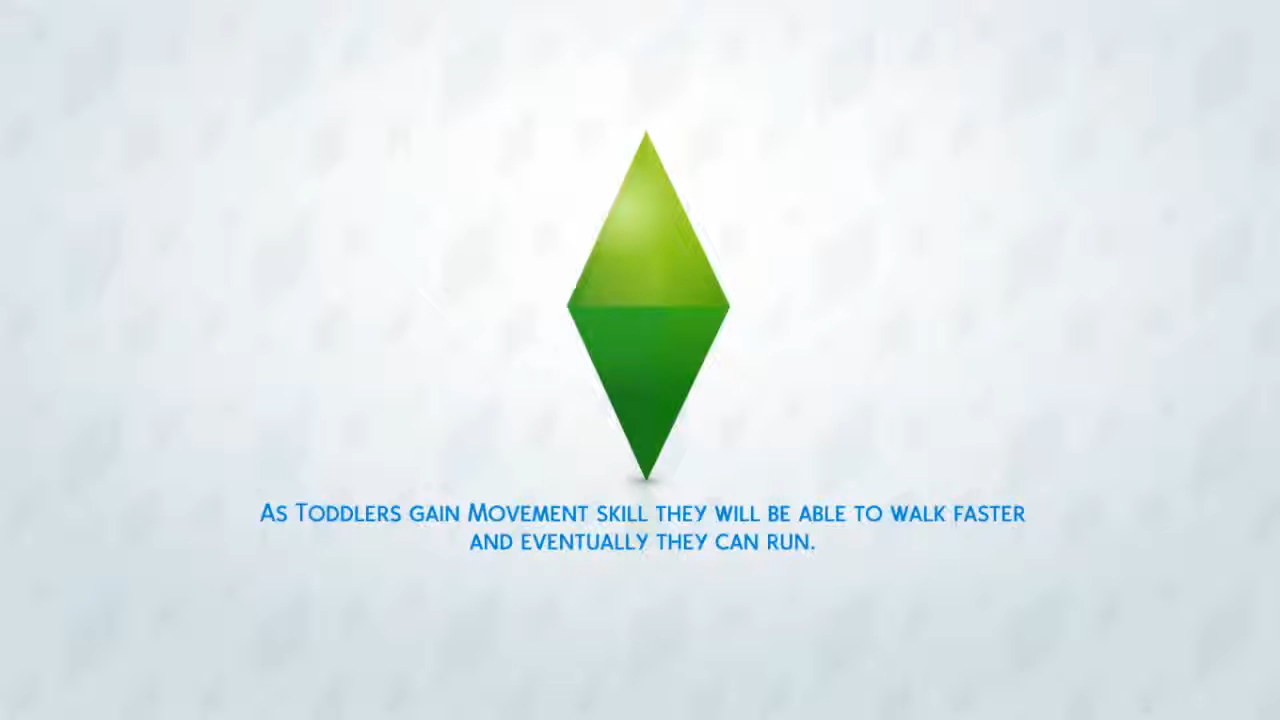 As Toddlers gain Movement skill they will be able to walk faster
and eventually they can run.